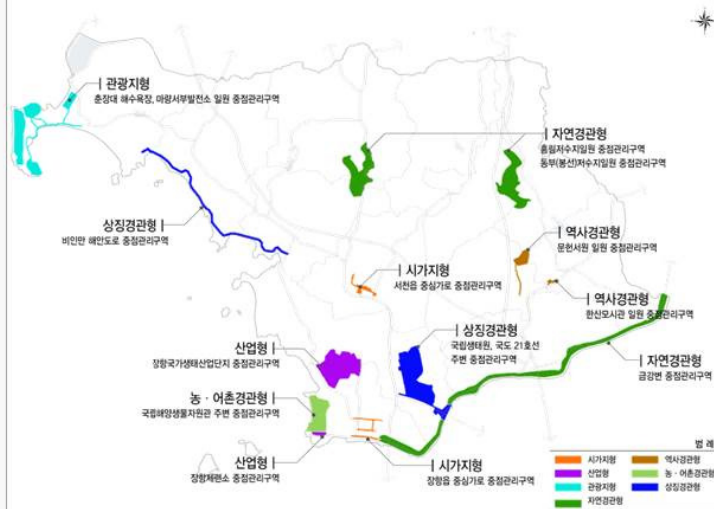 관광지형
춘장대 해수욕장, 마량서부발전소 일원 중점관리구역
자연경관형
흥림저수지일원 중점관리구역
동부(봉선)저수지일원 중점관리구역
상징경관형
비인만 해안도로 중점관리구역
역사경관형
문헌서원 일원 중점관리구역
시가지형
서천읍 중심가로 중점관리구역
역사경관형
한산모시관 일원 중점관리구역
상징경관형
국립생태원, 국도 21호선
주변 중점관리구역
산업형
장항국가생태산업단지 중점관리구역
자연경관형
금강변 중점관리구역
농 · 어촌경관형
국립해양생물자원관 주변 중점관리구역
산업형
장항제련소 중점관리구역
시가지형
장항읍 중심가로 중점관리구역
범 례
시가지형
역사경관형
산업형
농 · 어촌경관형
관광지형
상징경관형
자연경관형